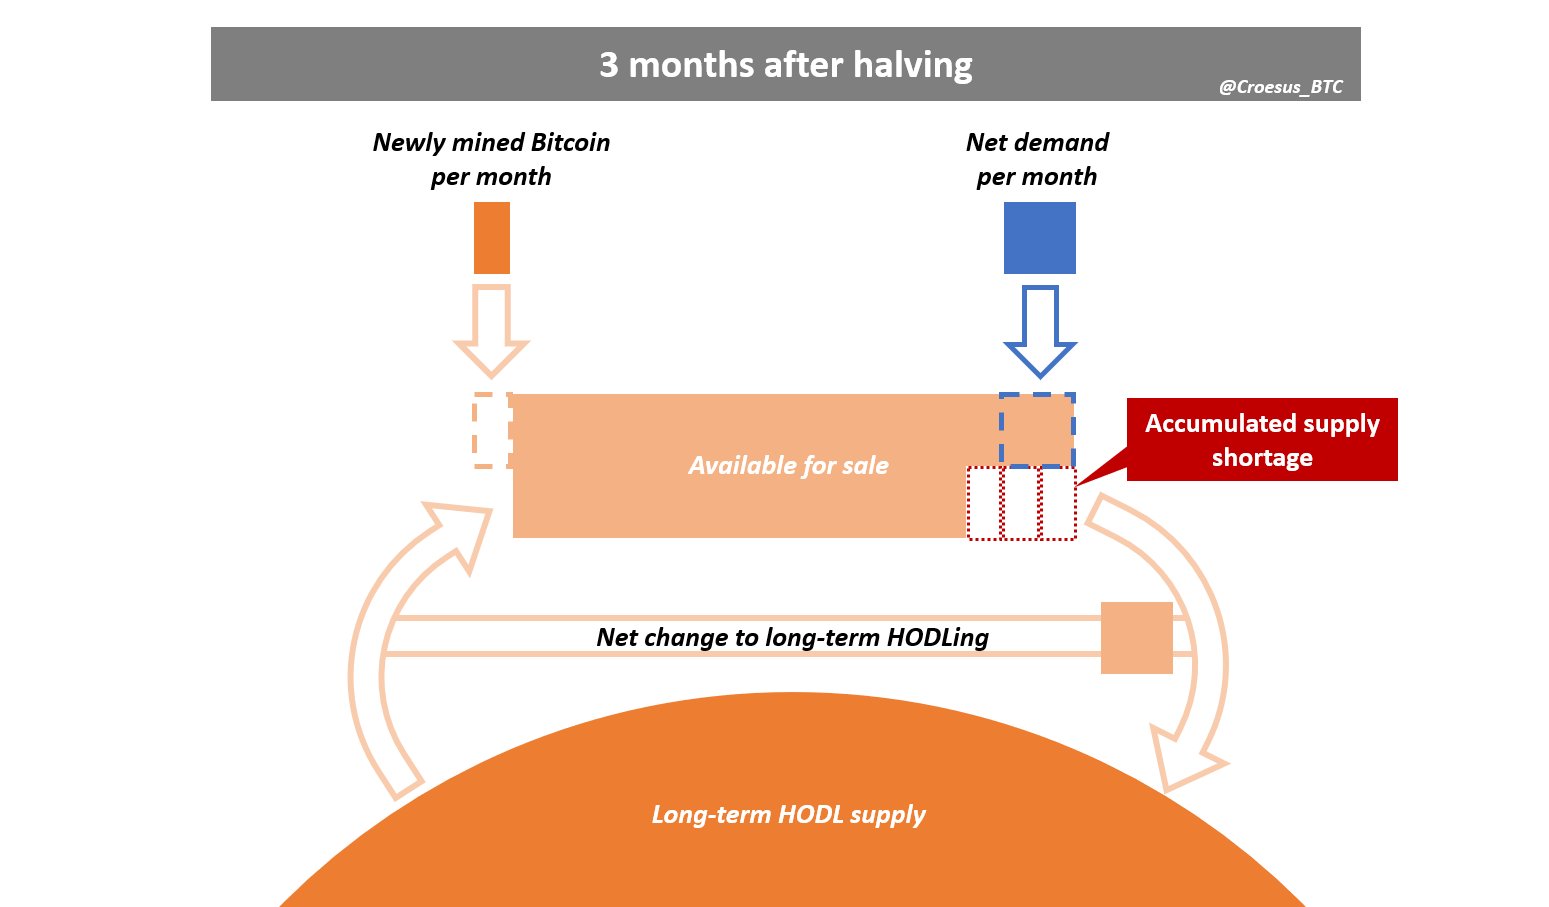 3 months after halving
@Croesus_BTC
Newly mined Bitcoin
per month
Net demand
per month
Accumulated supply
shortage
Available for sale
Net change to long-term HODLing
Long-term HODL supply